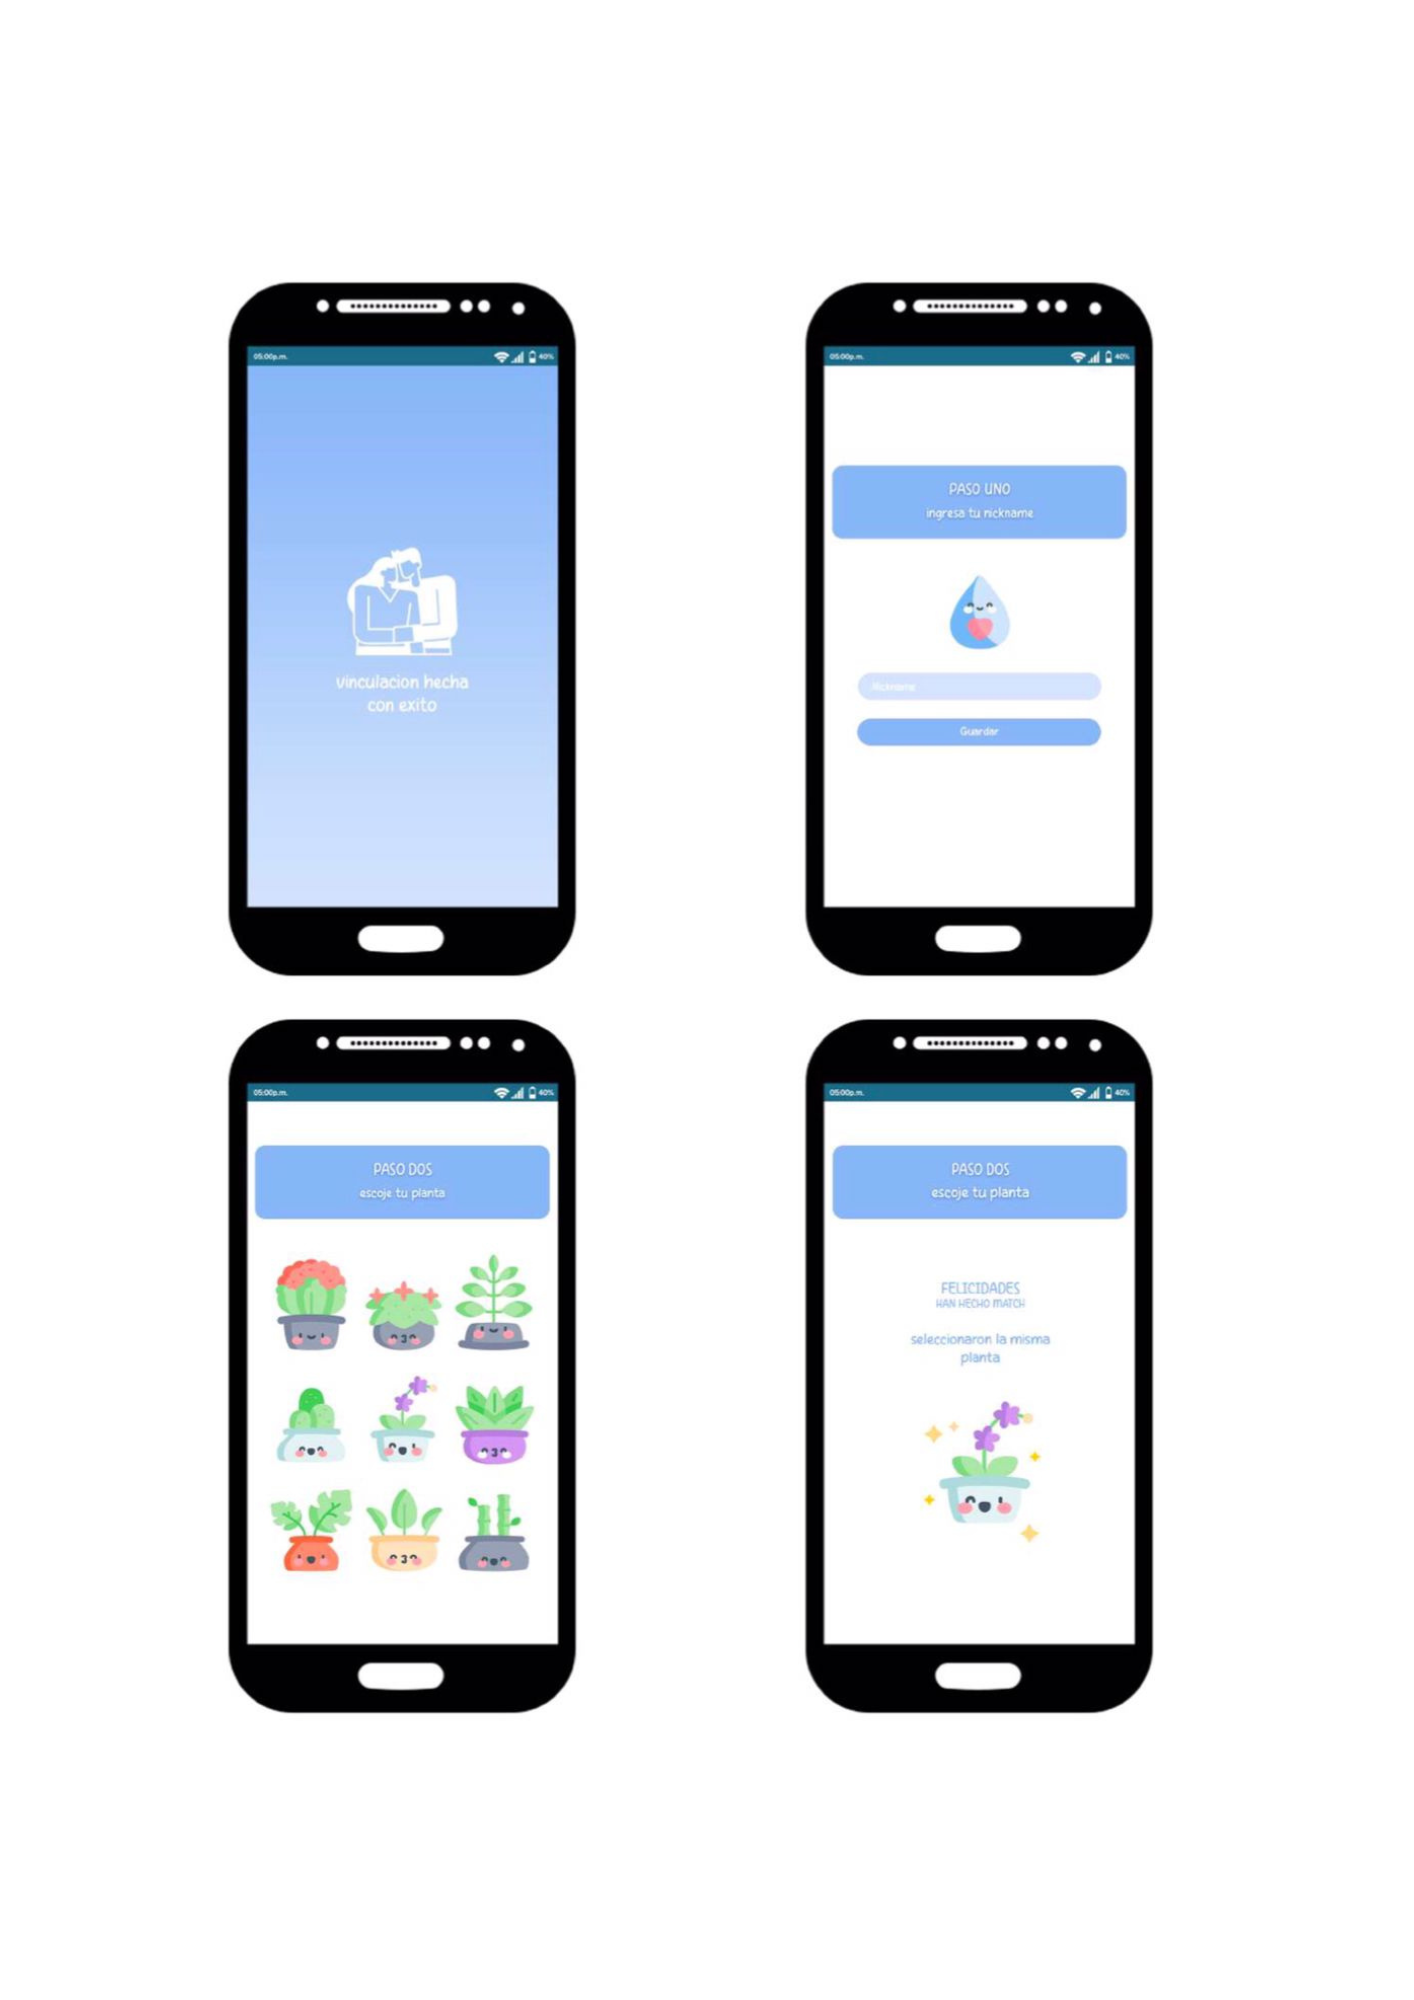 05:00p.m. 40%
vinculacion hecha
con exito
05:00p.m. 40%
PASO UNO
ingresa tu nickname
Nickname
Guardar
05:00p.m. 40%
PASO DOS
escoje tu planta
05:00p.m. 40%
PASO DOS
escoje tu planta
FELICIDADES
HAN HECHO MATCH
seleccionaron la misma
planta